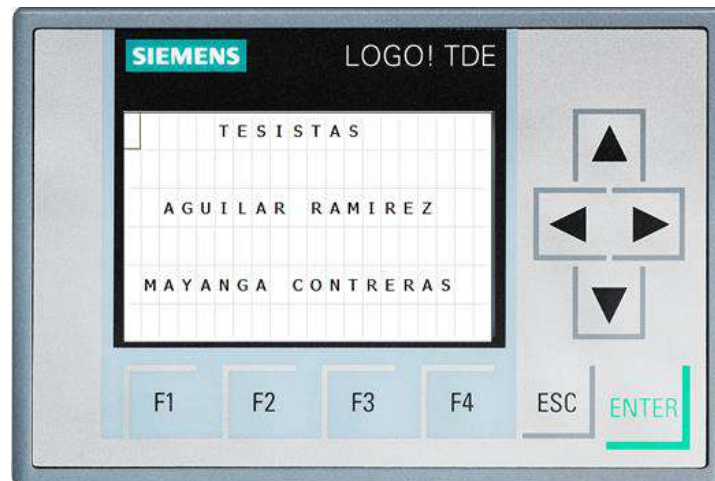 SIEMENS LOGO! TDE
TESISTAS
AGUILAR RAMIREZ
MAYANGA CONTRERAS
F1 F2 F3 F4 ESC ENTER